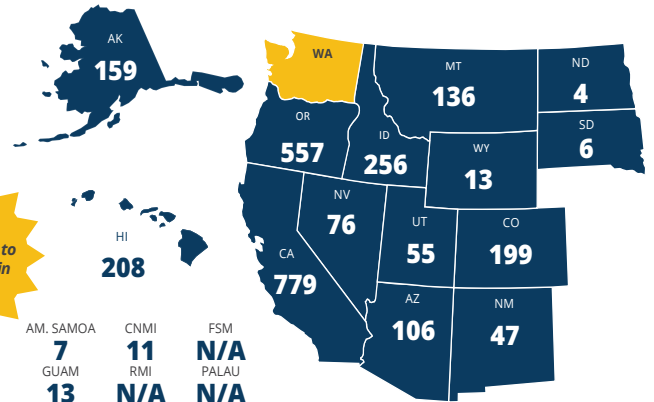 AK
159
WA
MT
136
ND
4
OR
557
ID
256
SD
6
WY
13
NV
76
UT
55
CO
199
to
in
HI
208
CA
779
AZ
106
NM
47
AM. SAMOA CNMI FSM
7 11 N/A
GUAM RMI PALAU
13 N/A N/A